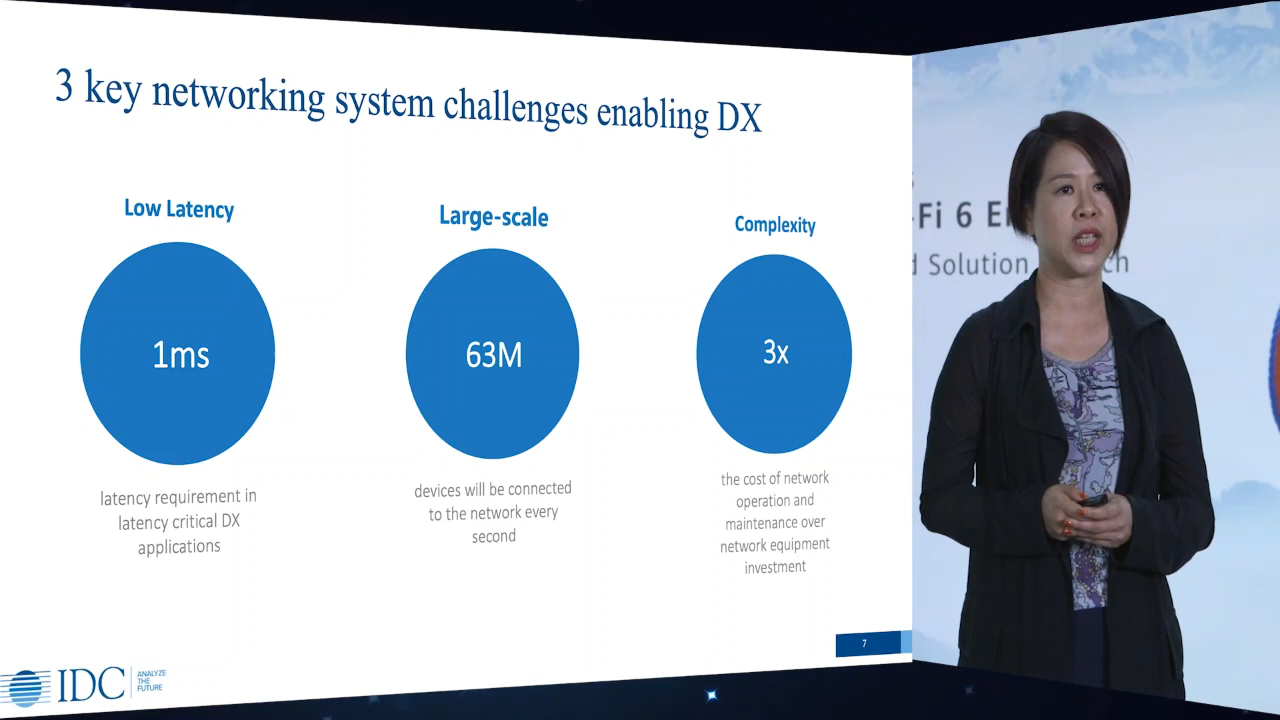 3 key networking system challenges enabling DX
Low Latency
1ms
latency requirement in
latency critical DX
applications
Large-scale
63M
devices will be connected
to the network every
second
Complexity
3x
the cost of network
operation and
maintenance over
network equipment
investment
7
IDC
ANALYZE
THE
FUTURE
-Fi 6 E
d Solution
ch